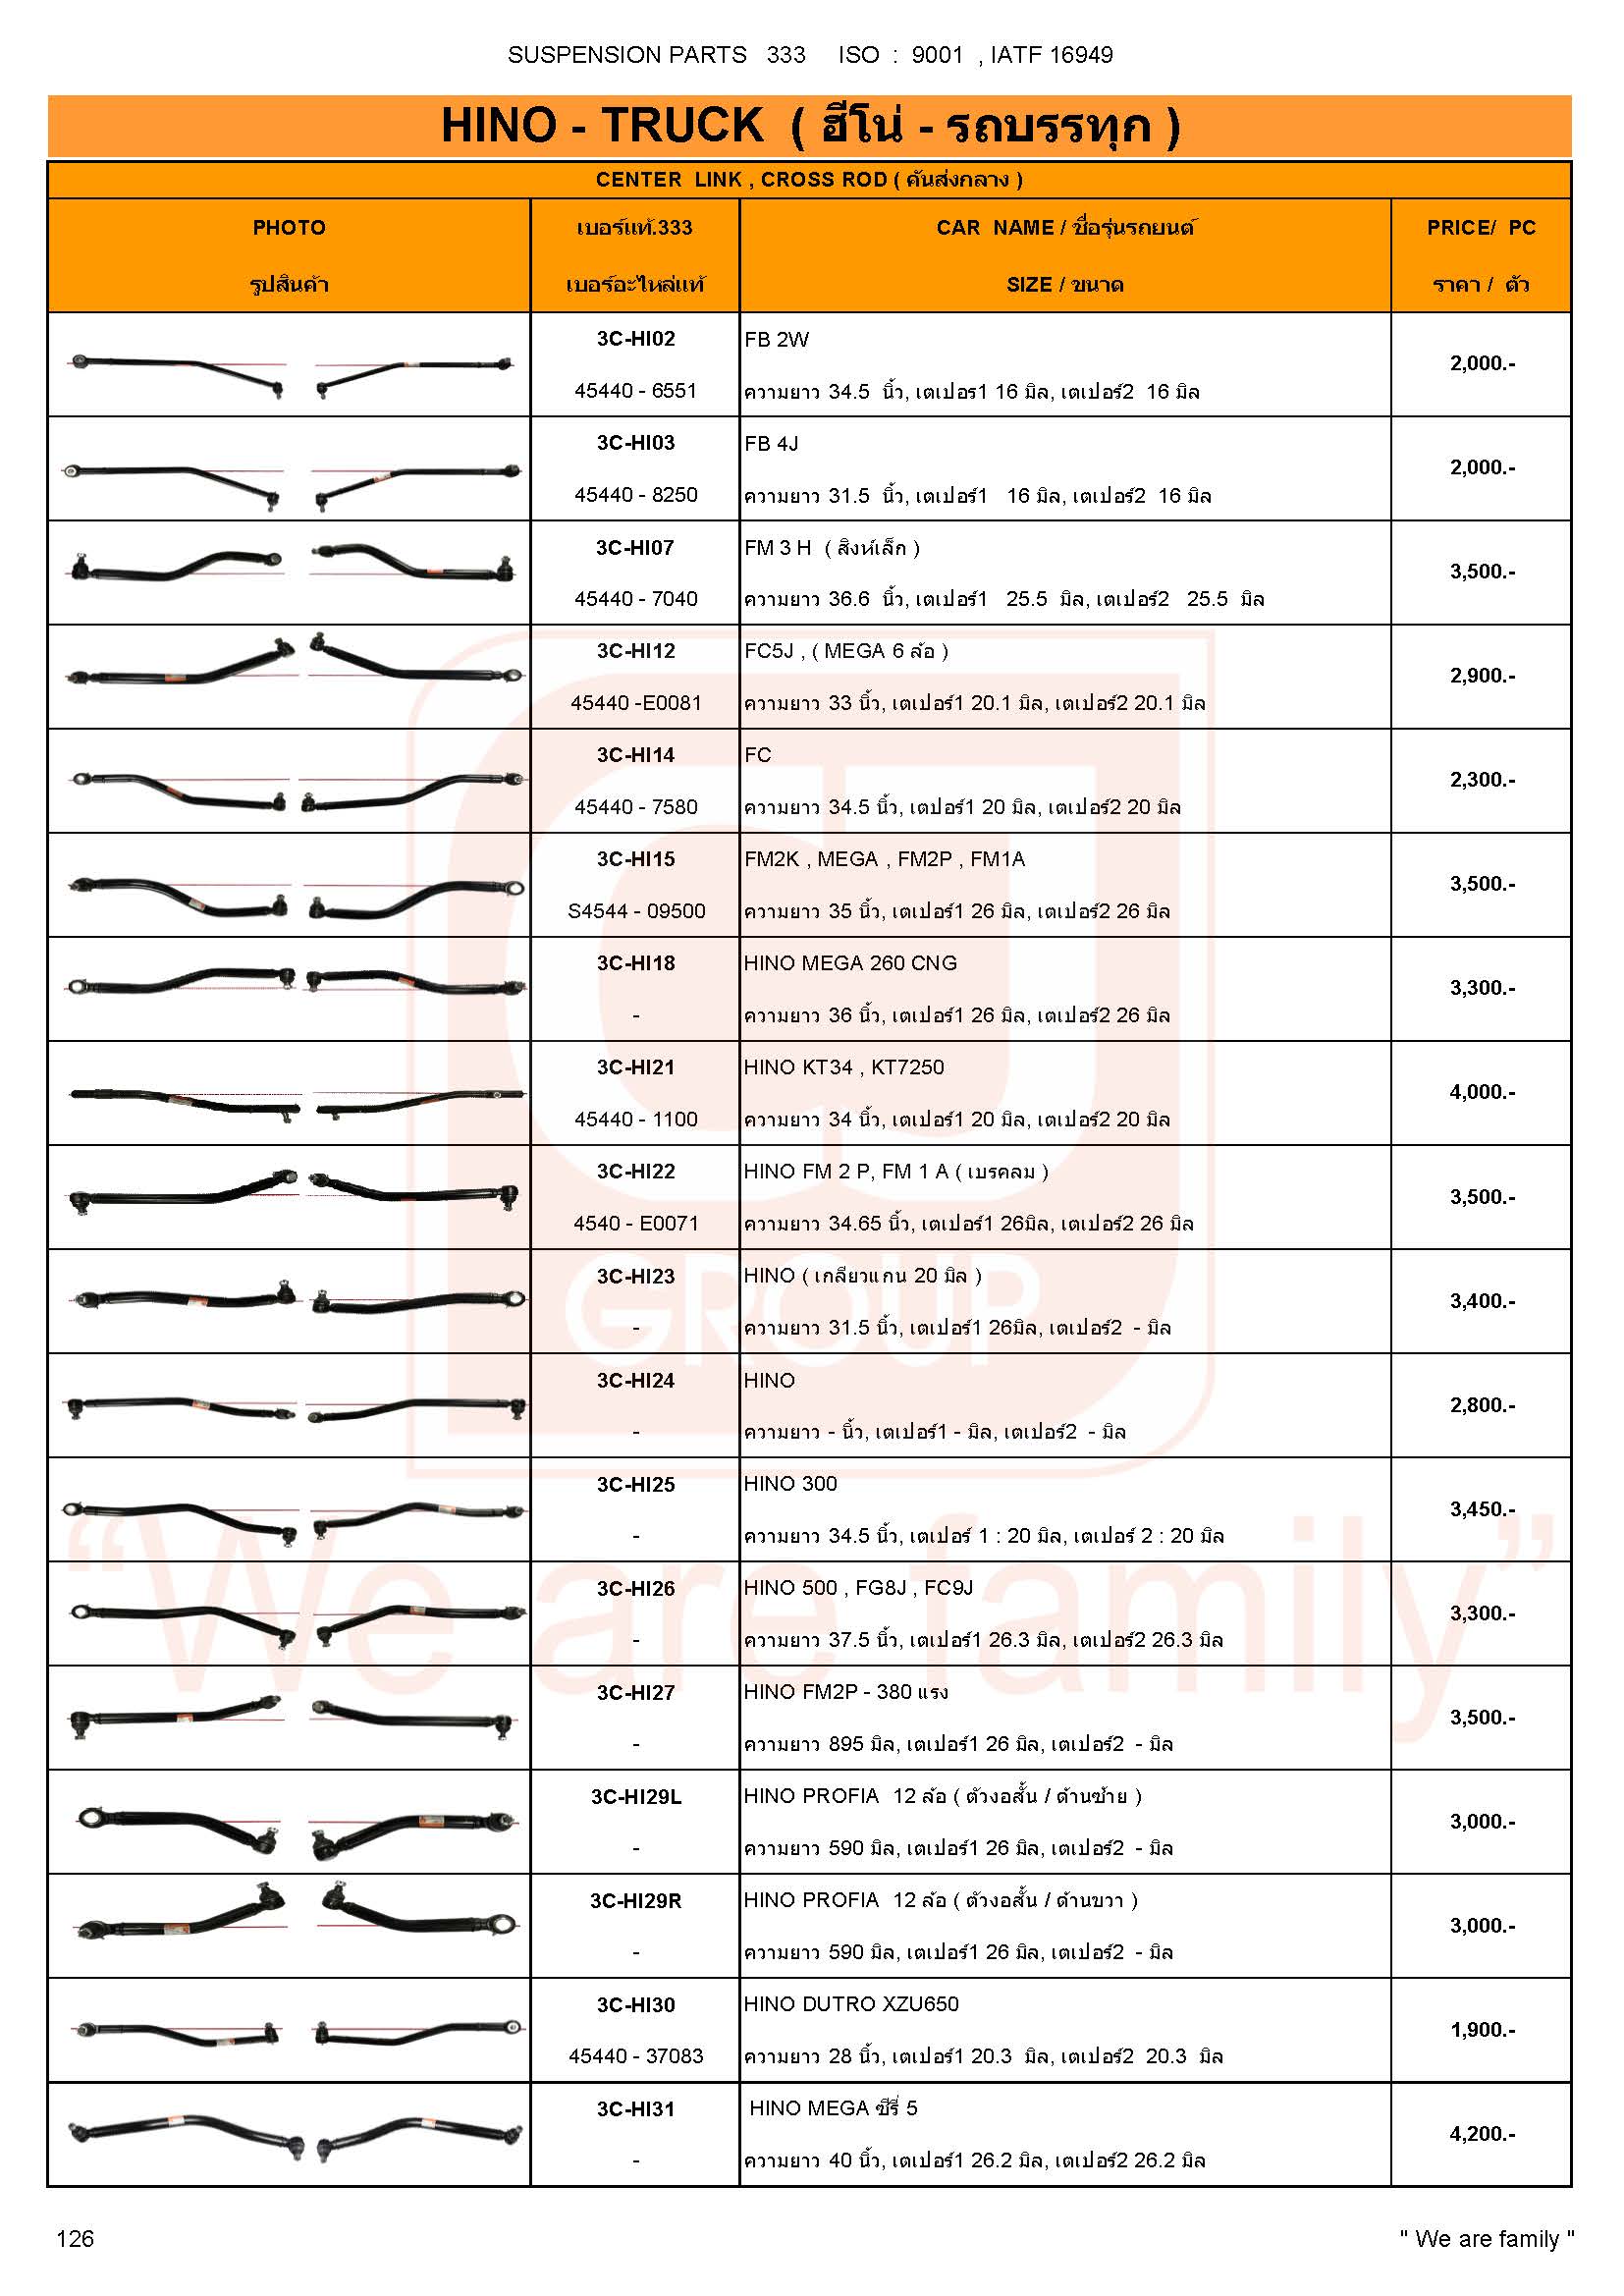 SUSPENSION PARTS 333 ISO : 9001 , IATF 16949
HINO - TRUCK ( ฮีโน่ - รถบรรทุก )
CENTER LINK , CROSS ROD ( คันส่งกลาง )
PHOTO เบอร์แท้.333 CAR NAME / ชื่อรุ่นรถยนต์ PRICE/ PC
รูปสินค้า เบอร์อะไหล่แท้ SIZE / ขนาด ราคา / ตัว
3C-HI02 FB 2W
2,000.-
45440 - 6551 ความยาว 34.5 นิ้ว, เตเปอร1 16 มิล, เตเปอร์2 16 มิล
3C-HI03 FB 4J
2,000.-
45440 - 8250 ความยาว 31.5 นิ้ว, เตเปอร์1 16 มิล, เตเปอร์2 16 มิล
3C-HI07 FM 3 H ( สิงห์เล็ก )
3,500.-
45440 - 7040 ความยาว 36.6 นิ้ว, เตเปอร์1 25.5 มิล, เตเปอร์2 25.5 มิล
3C-HI12 FC5J , ( MEGA 6 ล้อ )
2,900.-
45440 -E0081 ความยาว 33 นิ้ว, เตเปอร์1 20.1 มิล, เตเปอร์2 20.1 มิล
3C-HI14 FC
2,300.-
45440 - 7580 ความยาว 34.5 นิ้ว, เตปอร์1 20 มิล, เตเปอร์2 20 มิล
3C-HI15 FM2K , MEGA , FM2P , FM1A
3,500.-
S4544 - 09500 ความยาว 35 นิ้ว, เตเปอร์1 26 มิล, เตเปอร์2 26 มิล
3C-HI18 HINO MEGA 260 CNG
3,300.-
- ความยาว 36 นิ้ว, เตเปอร์1 26 มิล, เตเปอร์2 26 มิล
3C-HI21 HINO KT34 , KT7250
4,000.-
45440 - 1100 ความยาว 34 นิ้ว, เตเปอร์1 20 มิล, เตเปอร์2 20 มิล
3C-HI22 HINO FM 2 P, FM 1 A ( เบรคลม )
3,500.-
4540 - E0071 ความยาว 34.65 นิ้ว, เตเปอร์1 26มิล, เตเปอร์2 26 มิล
3C-HI23 HINO ( เกลียวแกน 20 มิล )
3,400.-
- ความยาว 31.5 นิ้ว, เตเปอร์1 26มิล, เตเปอร์2 - มิล
3C-HI24 HINO
2,800.-
- ความยาว - นิ้ว, เตเปอร์1 - มิล, เตเปอร์2 - มิล
3C-HI25 HINO 300
3,450.-
- ความยาว 34.5 นิ้ว, เตเปอร์ 1 : 20 มิล, เตเปอร์ 2 : 20 มิล
3C-HI26 HINO 500 , FG8J , FC9J
3,300.-
- ความยาว 37.5 นิ้ว, เตเปอร์1 26.3 มิล, เตเปอร์2 26.3 มิล
3C-HI27 HINO FM2P - 380 แรง
3,500.-
- ความยาว 895 มิล, เตเปอร์1 26 มิล, เตเปอร์2 - มิล
3C-HI29L HINO PROFIA 12 ล้อ ( ตัวงอสั้น / ด้านซ้าย )
3,000.-
- ความยาว 590 มิล, เตเปอร์1 26 มิล, เตเปอร์2 - มิล
3C-HI29R HINO PROFIA 12 ล้อ ( ตัวงอสั้น / ด้านขวา )
3,000.-
- ความยาว 590 มิล, เตเปอร์1 26 มิล, เตเปอร์2 - มิล
3C-HI30 HINO DUTRO XZU650
1,900.-
45440 - 37083 ความยาว 28 นิ้ว, เตเปอร์1 20.3 มิล, เตเปอร์2 20.3 มิล
3C-HI31 HINO MEGA ซีรี่ 5
4,200.-
- ความยาว 40 นิ้ว, เตเปอร์1 26.2 มิล, เตเปอร์2 26.2 มิล
CJ
GROUP
“We are family”
126 " We are family "